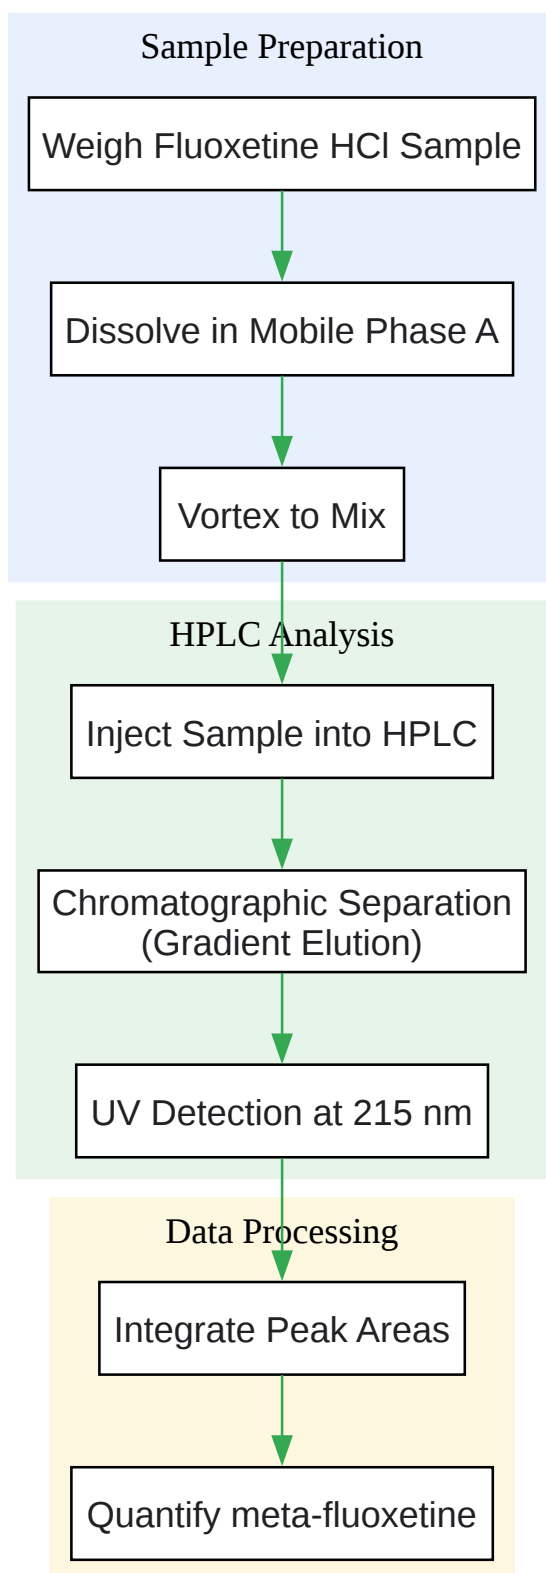 Sample Preparation
Weigh Fluoxetine HCl Sample
Dissolve in Mobile Phase A
Vortex to Mix
HPLC Analysis
Inject Sample into HPLC
Chromatographic Separation
(Gradient Elution)
UV Detection at 215 nm
Data Processing
Integrate Peak Areas
Quantify meta-fluoxetine